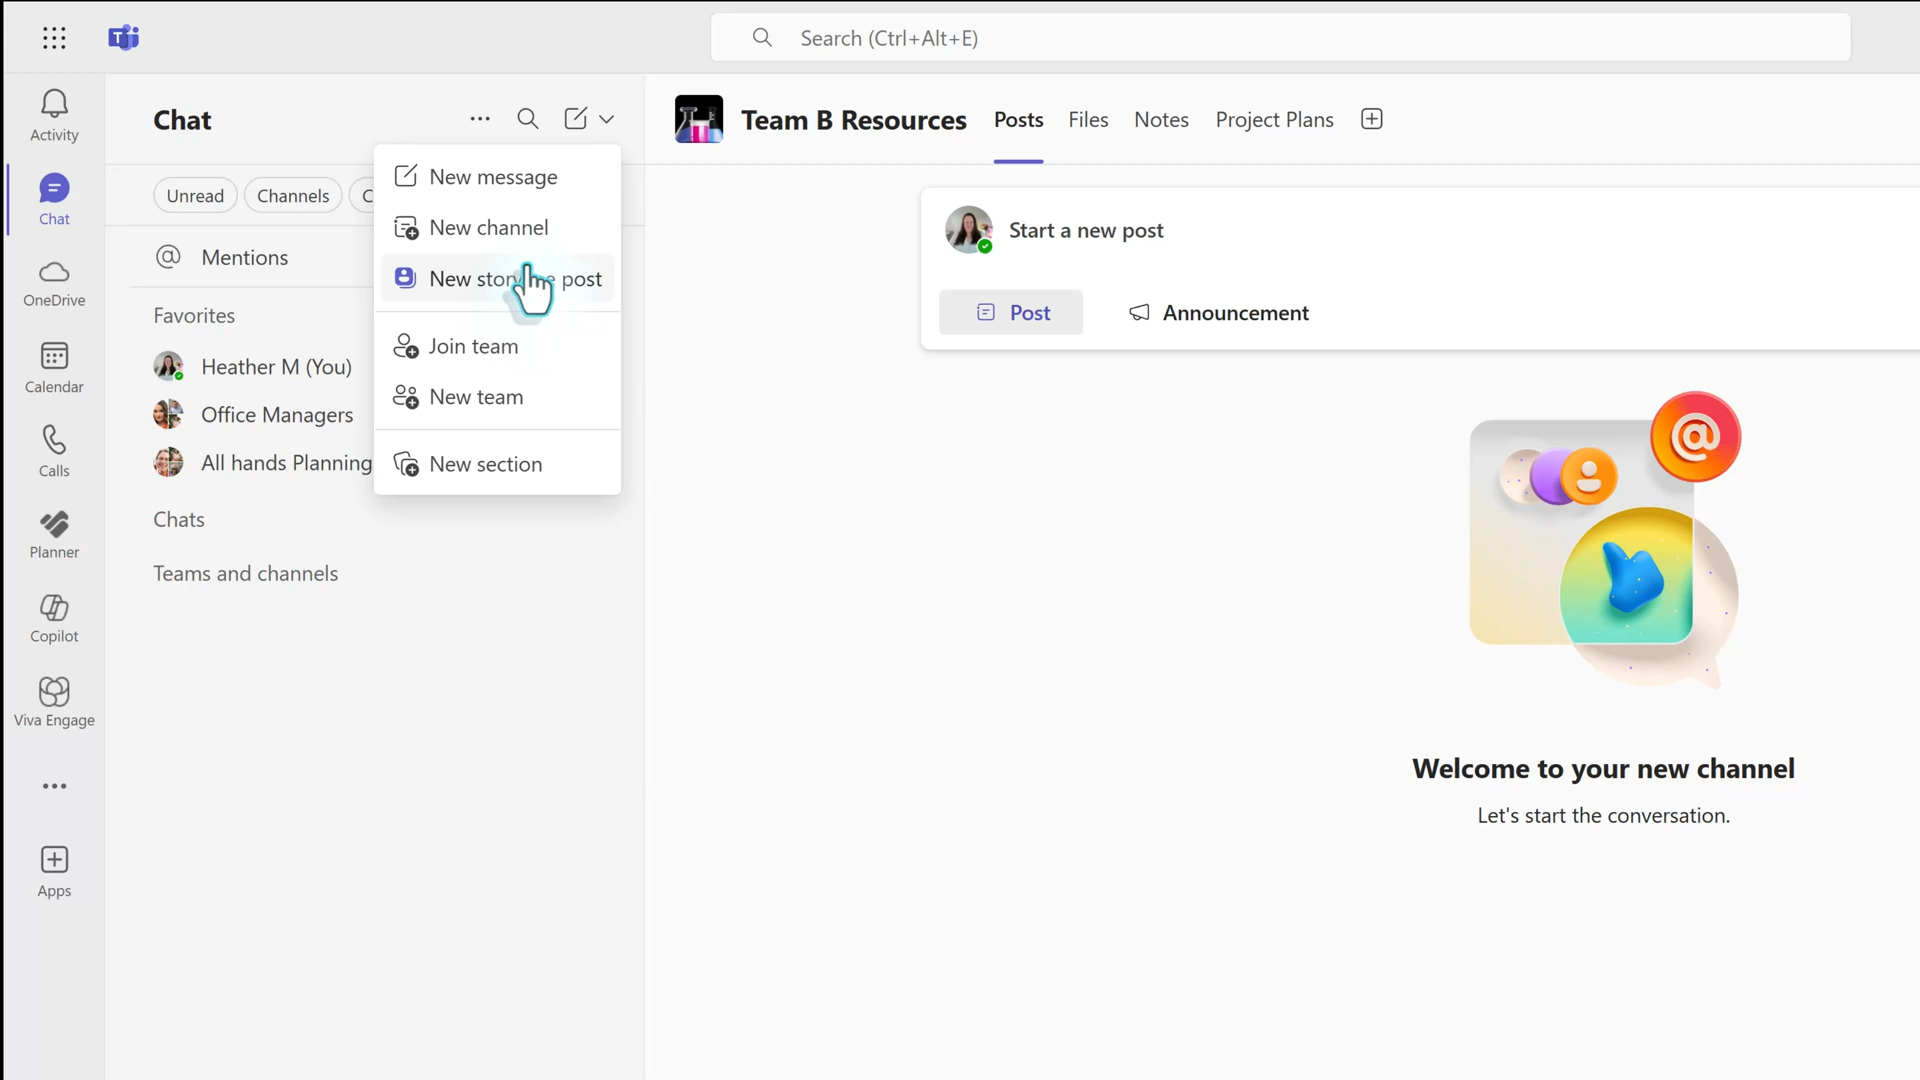 Search (Ctrl+Alt+E)
Activity
Chat
OneDrive
Calendar
Calls
Planner
Copilot
Viva Engage
Apps
Chat
Unread
Channels
C
Mentions
Favorites
Heather M (You)
Office Managers
All hands Planning
Chats
Teams and channels
New message
New channel
New post
Join team
New team
New section
Team B Resources
Posts
Files
Notes
Project Plans
Start a new post
Post
Announcement
Welcome to your new channel
Let's start the conversation.